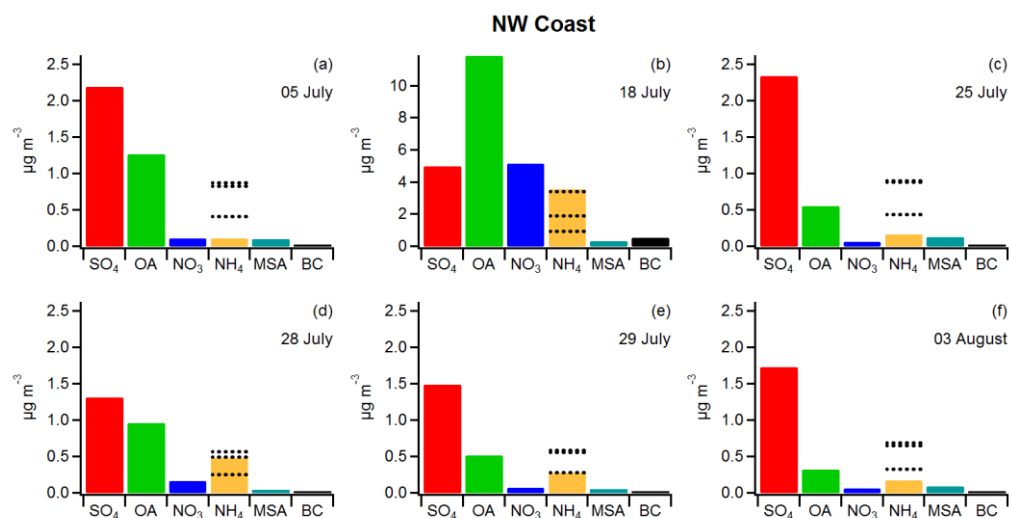 NW Coast
(a)
05 July
µg m⁻³
2.5
2.0
1.5
1.0
0.5
0.0
SO₄ OA NO₃ NH₄ MSA BC
(b)
18 July
µg m⁻³
10
8
6
4
2
0
SO₄ OA NO₃ NH₄ MSA BC
(c)
25 July
µg m⁻³
2.5
2.0
1.5
1.0
0.5
0.0
SO₄ OA NO₃ NH₄ MSA BC
(d)
28 July
µg m⁻³
2.5
2.0
1.5
1.0
0.5
0.0
SO₄ OA NO₃ NH₄ MSA BC
(e)
29 July
µg m⁻³
2.5
2.0
1.5
1.0
0.5
0.0
SO₄ OA NO₃ NH₄ MSA BC
(f)
03 August
µg m⁻³
2.5
2.0
1.5
1.0
0.5
0.0
SO₄ OA NO₃ NH₄ MSA BC